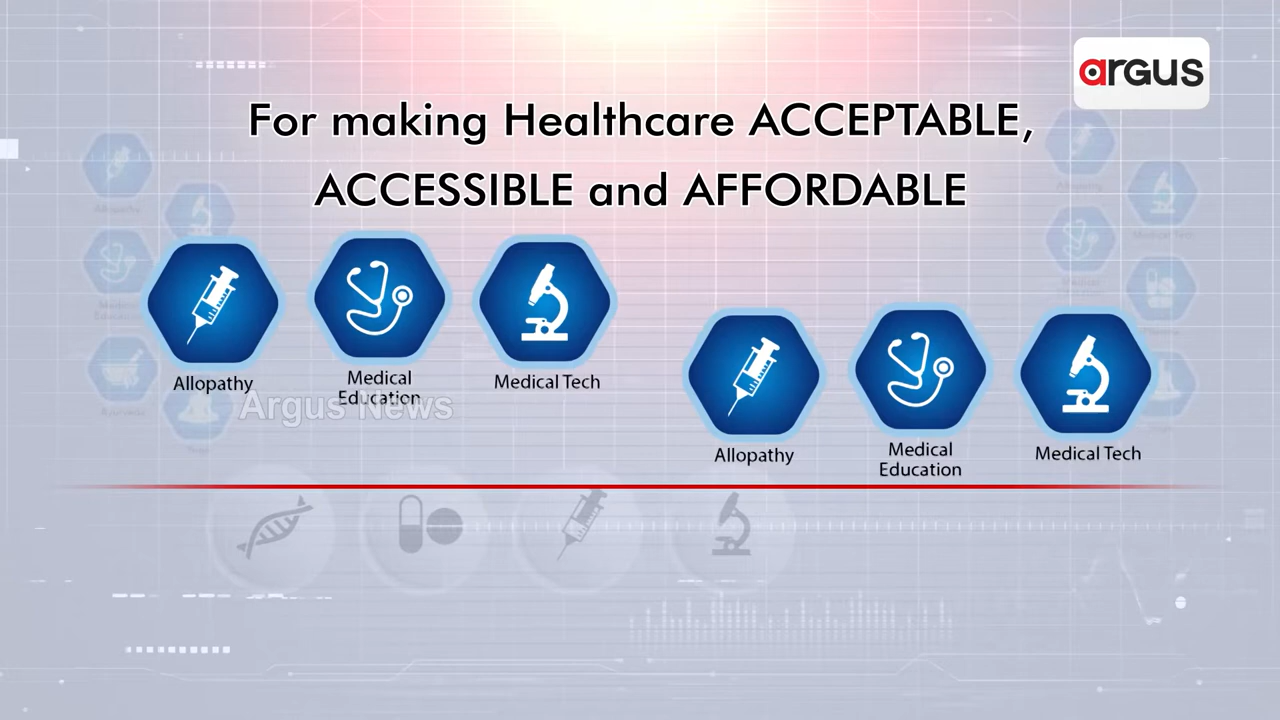 argus
For making Healthcare ACCEPTABLE,
ACCESSIBLE and AFFORDABLE
Allopathy
Medical
Education
Medical Tech
Argus News
Allopathy
Medical
Education
Medical Tech